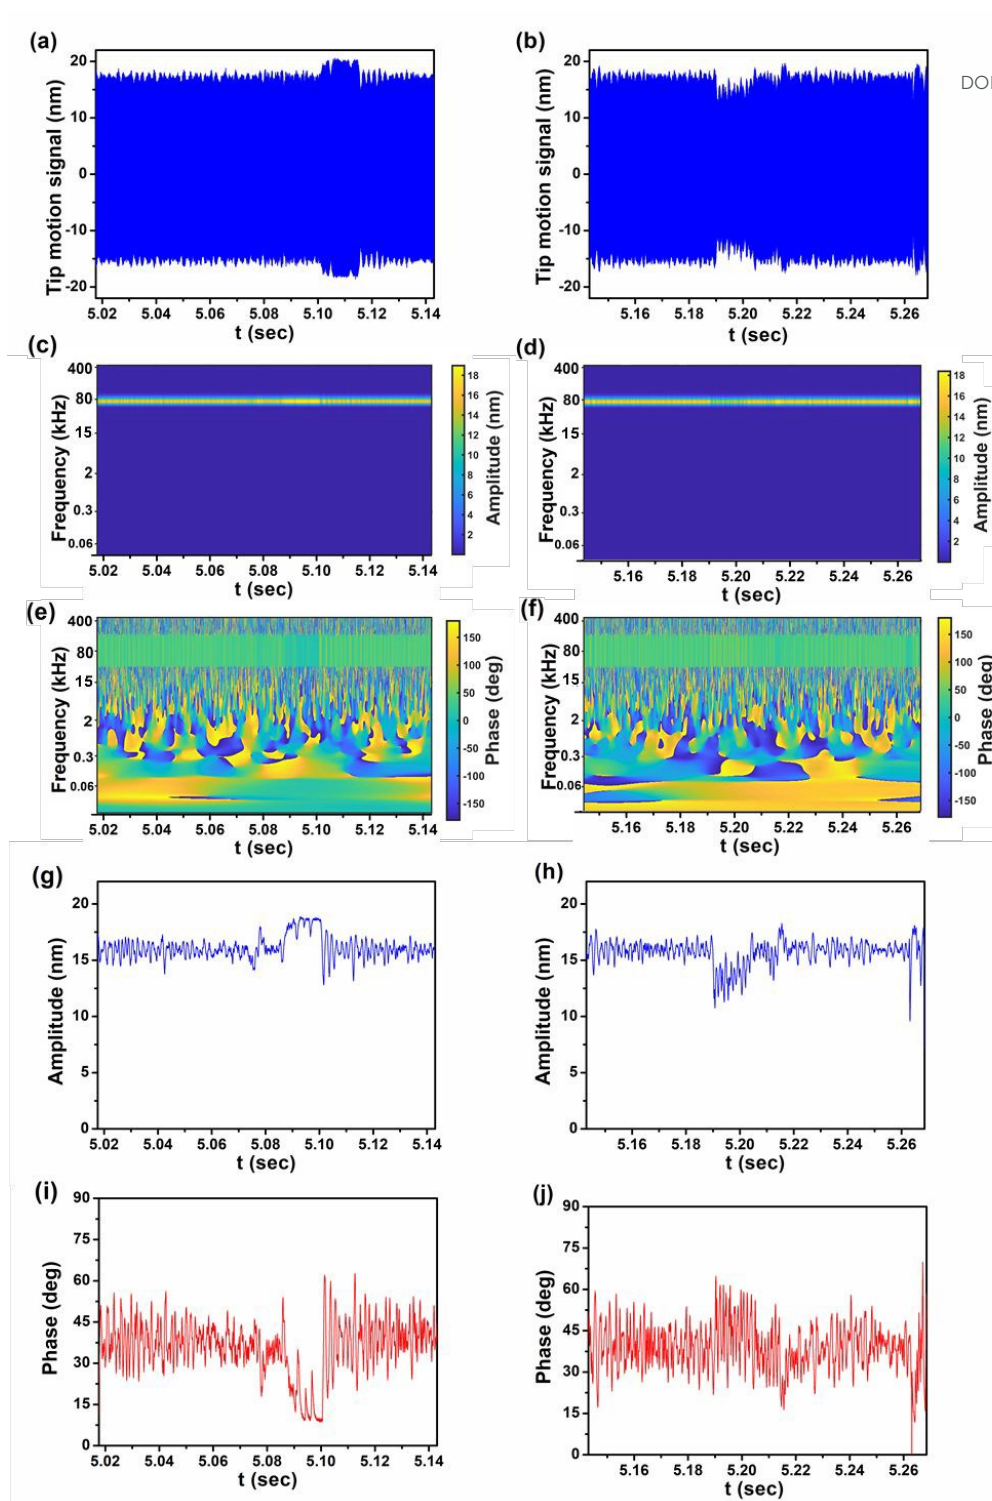 (a)
(b)
20
10
0
-10
-20
Tip motion signal (nm)
5.02 5.04 5.06 5.08 5.10 5.12 5.14
t (sec)
20
10
0
-10
-20
Tip motion signal (nm)
5.16 5.18 5.20 5.22 5.24 5.26
t (sec)
DOI
(c)
400
80
15
2
0.3
0.06
Frequency (kHz)
5.02 5.04 5.06 5.08 5.10 5.12 5.14
t (sec)
18
16
14
12
10
8
6
4
2
Amplitude (nm)
(d)
400
80
15
2
0.3
0.06
Frequency (kHz)
5.16 5.18 5.20 5.22 5.24 5.26
t (sec)
18
16
14
12
10
8
6
4
2
Amplitude (nm)
(e)
400
80
15
2
0.3
0.06
Frequency (kHz)
5.02 5.04 5.06 5.08 5.10 5.12 5.14
t (sec)
150
100
50
0
-50
-100
-150
Phase (deg)
(f)
400
80
15
2
0.3
0.06
Frequency (kHz)
5.16 5.18 5.20 5.22 5.24 5.26
t (sec)
150
100
50
0
-50
-100
-150
Phase (deg)
(g)
20
15
10
5
0
Amplitude (nm)
5.02 5.04 5.06 5.08 5.10 5.12 5.14
t (sec)
(h)
20
15
10
5
0
Amplitude (nm)
5.16 5.18 5.20 5.22 5.24 5.26
t (sec)
(i)
90
75
60
45
30
15
0
Phase (deg)
5.02 5.04 5.06 5.08 5.10 5.12 5.14
t (sec)
(j)
90
75
60
45
30
15
0
Phase (deg)
5.16 5.18 5.20 5.22 5.24 5.26
t (sec)